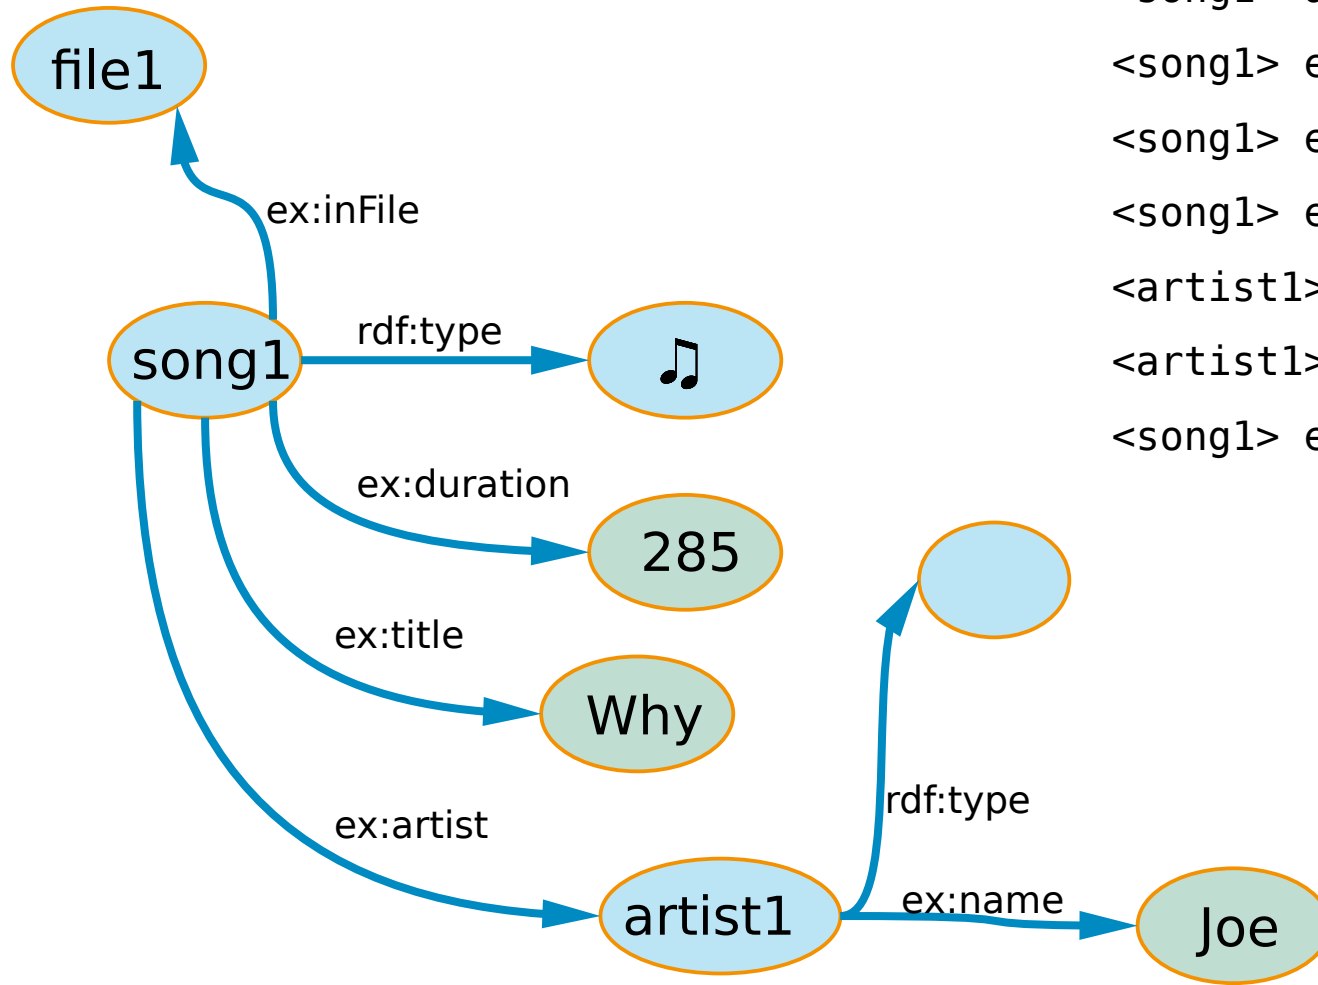 file1
ex:inFile
song1
rdf:type
ex:duration
285
ex:title
Why
ex:artist
artist1
rdf:type
ex:name
Joe
<song1> e
<song1> e
<song1> e
<artist1>
<artist1>
<song1> e